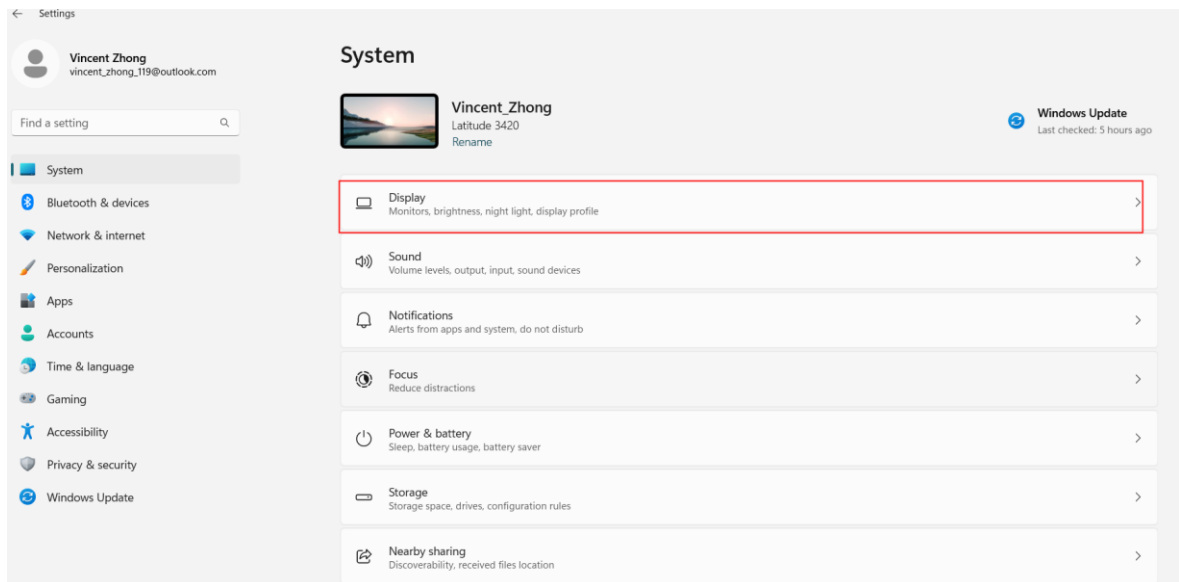 Settings
Vincent Zhong
vincent_zhong_119@outlook.com
Find a setting
System
Bluetooth & devices
Network & internet
Personalization
Apps
Accounts
Time & language
Gaming
Accessibility
Privacy & security
Windows Update
System
Vincent_Zhong
Latitude 3420
Rename
Windows Update
Last checked: 5 hours ago
Display
Monitors, brightness, night light, display profile
Sound
Volume levels, output, input, sound devices
Notifications
Alerts from apps and system, do not disturb
Focus
Reduce distractions
Power & battery
Sleep, battery usage, battery saver
Storage
Storage space, drives, configuration rules
Nearby sharing
Discoverability, received files location